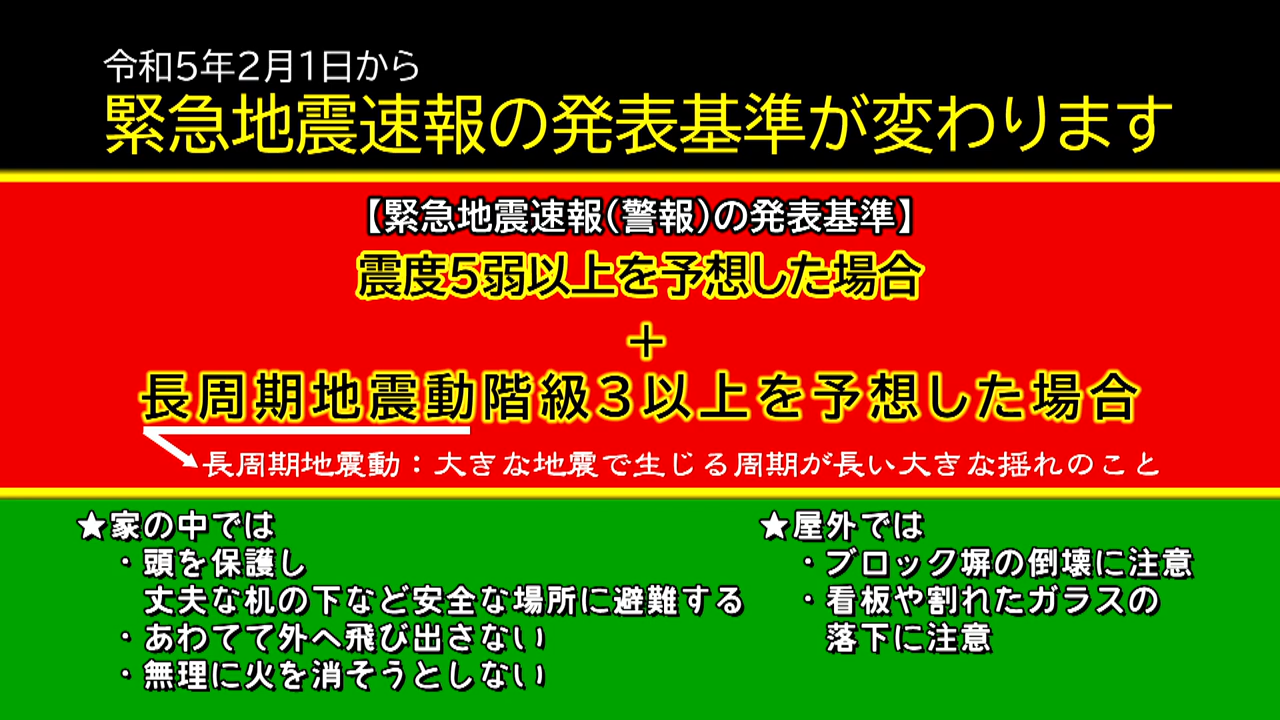 令和5年2月1日から
緊急地震速報の発表基準が変わります
【緊急地震速報(警報)の発表基準】
震度5弱以上を予想した場合
+
長周期地震動階級3以上を予想した場合
長周期地震動:大きな地震で生じる周期が長い大きな揺れのこと
★家の中では
・頭を保護し
丈夫な机の下など安全な場所に避難する
・あわてて外へ飛び出さない
・無理に火を消そうとしない
★屋外では
・ブロック塀の倒壊に注意
・看板や割れたガラスの
落下に注意